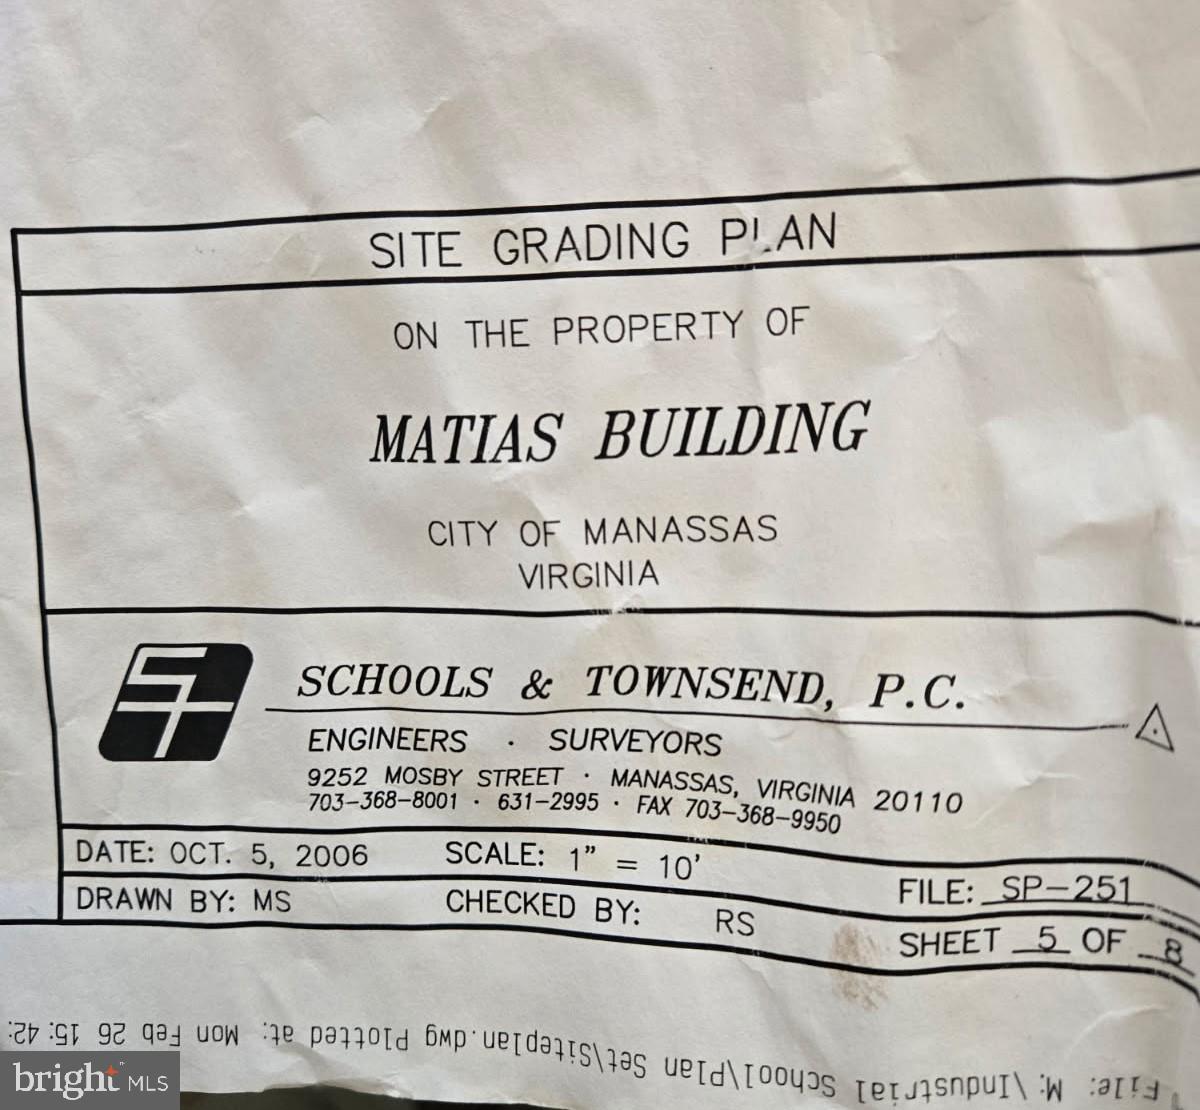 SITE GRADING PLAN
ON THE PROPERTY OF
MATIAS BUILDING
CITY OF MANASSAS
VIRGINIA
ST
SCHOOLS & TOWNSEND, P.C.
ENGINEERS · SURVEYORS
9252 MOSBY STREET · MANASSAS, VIRGINIA 20110
703-368-8001 · 631-2995 · FAX 703-368-9950
DATE: OCT. 5, 2006 SCALE: 1" = 10' FILE: SP-251
DRAWN BY: MS CHECKED BY: RS SHEET 5 OF 8
File: M:\Industrial School\Plan Set\Siteplan.dwg Plotted at: Mon Feb 26 15:42:
bright MLS